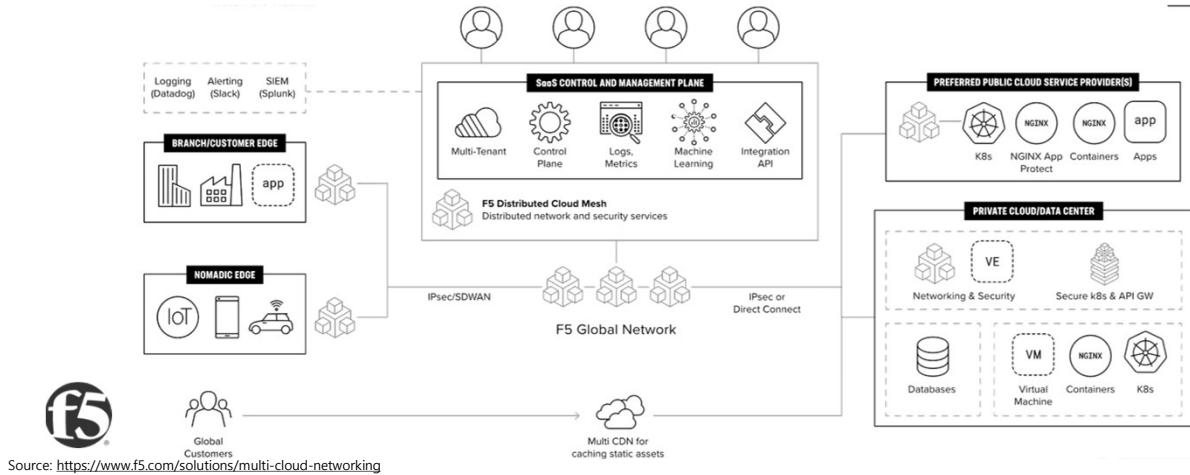 Logging
(Datadog)
Alerting
(Slack)
SIEM
(Splunk)
SaaS CONTROL AND MANAGEMENT PLANE
Multi-Tenant
Control
Plane
Logs,
Metrics
Machine
Learning
Integration
API
F5 Distributed Cloud Mesh
Distributed network and security services
BRANCH/CUSTOMER EDGE
app
NOMADIC EDGE
IoT
IPsec/SDWAN
F5 Global Network
IPsec or
Direct Connect
PREFERRED PUBLIC CLOUD SERVICE PROVIDER(S)
K8s
NGINX
NGINX App
Protect
NGINX
Containers
app
Apps
PRIVATE CLOUD/DATA CENTER
VE
Networking & Security
Secure k8s & API GW
Databases
VM
Virtual
Machine
NGINX
Containers
K8s
f5
Global
Customers
Multi CDN for
caching static assets
Source: https://www.f5.com/solutions/multi-cloud-networking